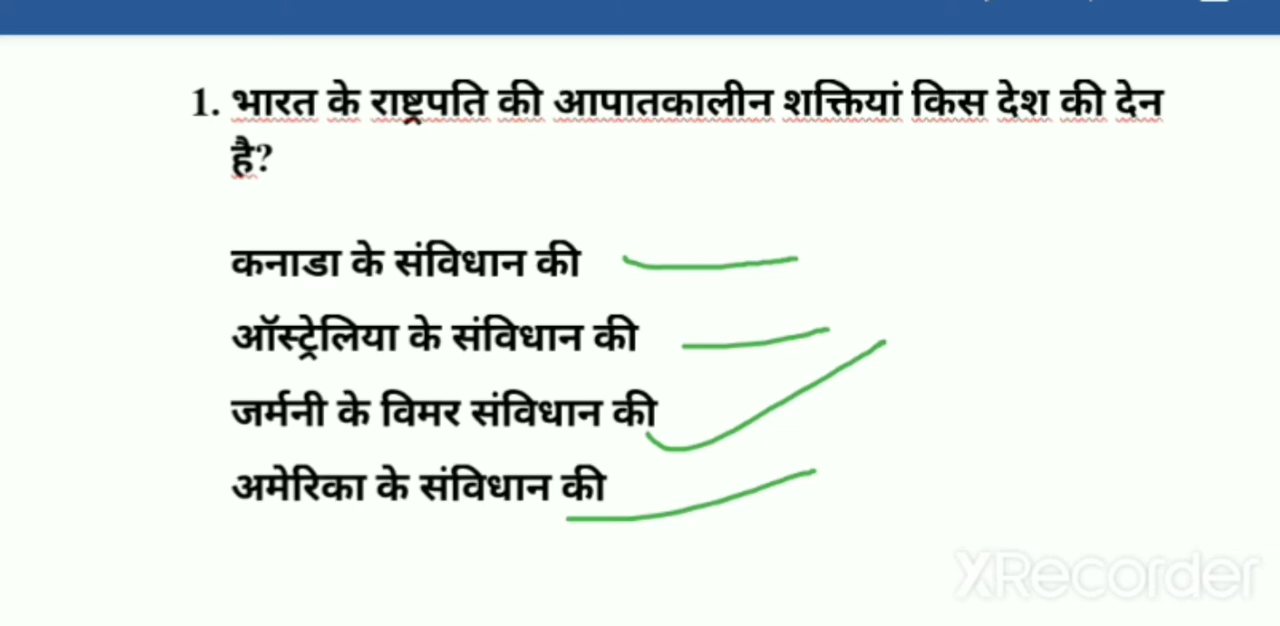 1. भारत के राष्ट्रपति की आपातकालीन शक्तियां किस देश की देन
है?
कनाडा के संविधान की
ऑस्ट्रेलिया के संविधान की
जर्मनी के विमर संविधान की
अमेरिका के संविधान की
XRecorder